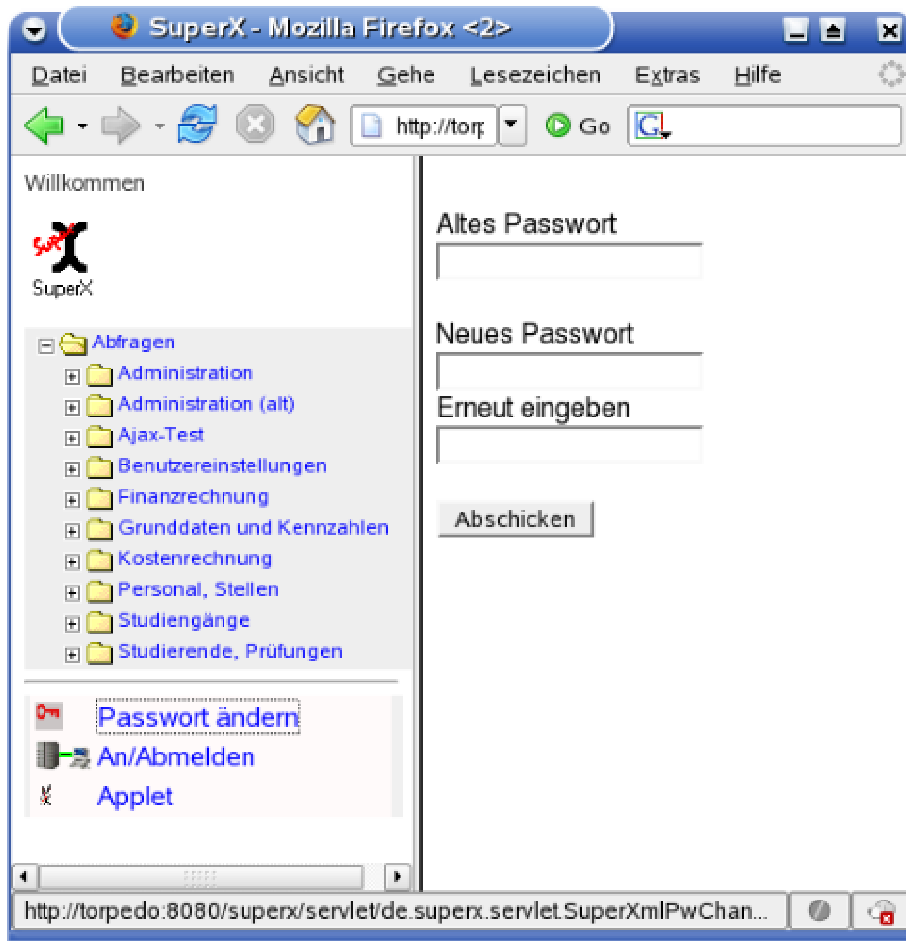 SuperX - Mozilla Firefox <2>
Datei Bearbeiten Ansicht Gehe Lesezeichen Extras Hilfe
http://torp Go G
Willkommen
SuperX
SuperX
Abfragen
Administration
Administration (alt)
Ajax-Test
Benutzereinstellungen
Finanzrechnung
Grunddaten und Kennzahlen
Kostenrechnung
Personal, Stellen
Studiengänge
Studierende, Prüfungen
Passwort ändern
An/Abmelden
Applet
Altes Passwort
Neues Passwort
Erneut eingeben
Abschicken
http://torpedo:8080/superx/servlet/de.superx.servlet.SuperXmlPwChan...